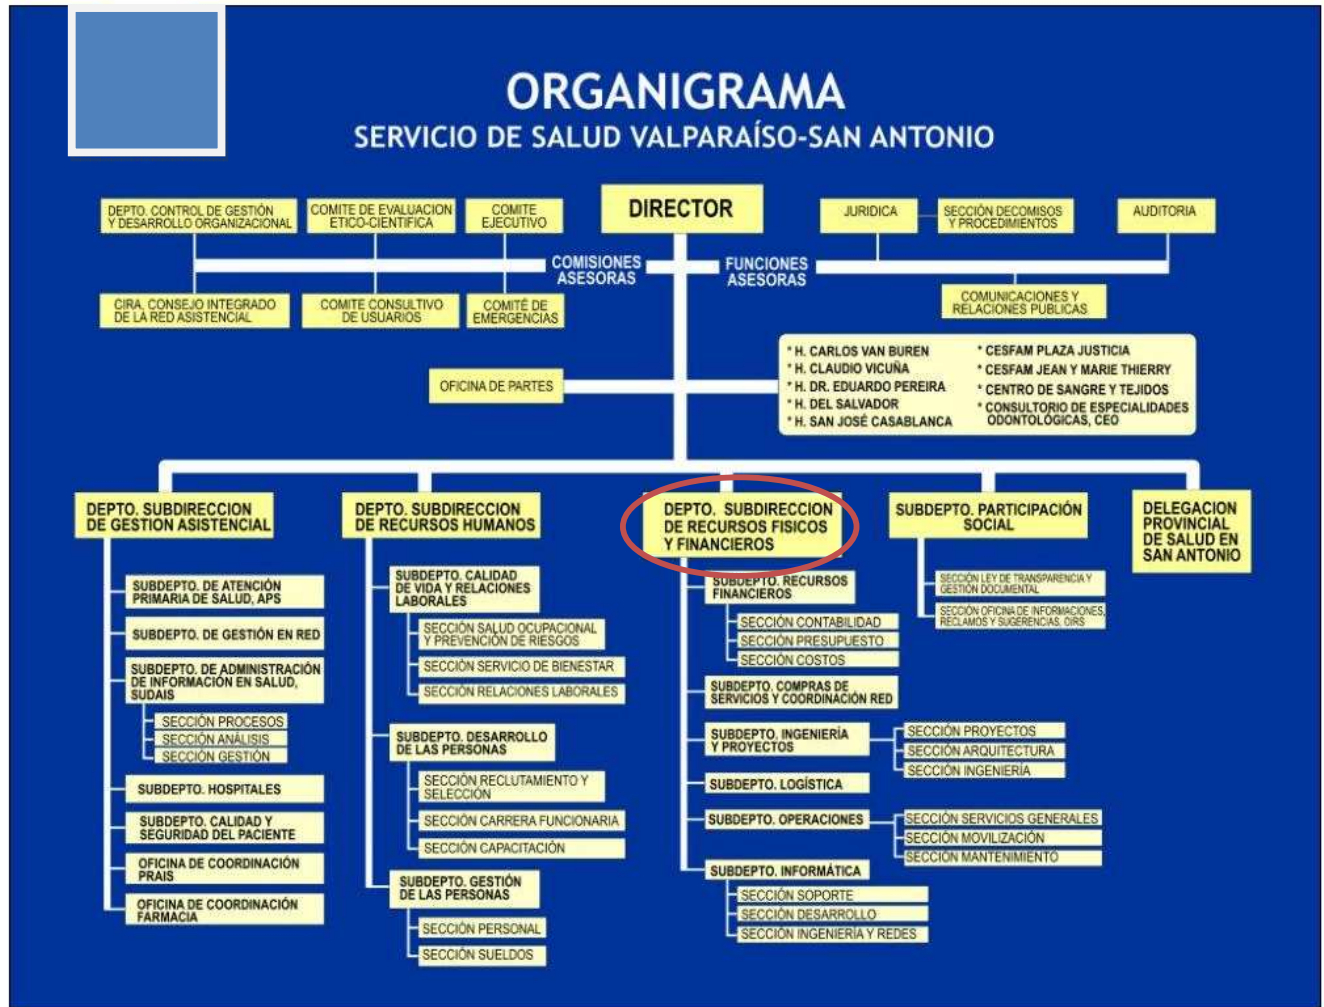 ORGANIGRAMA
SERVICIO DE SALUD VALPARAÍSO-SAN ANTONIO
DIRECTOR
DEPTO. CONTROL DE GESTIÓN
Y DESARROLLO ORGANIZACIONAL
COMITE DE EVALUACION
ETICO-CIENTIFICA
COMITE
EJECUTIVO
JURIDICA
SECCIÓN DECOMISOS
Y PROCEDIMIENTOS
AUDITORIA
COMISIONES
ASESORAS
FUNCIONES
ASESORAS
CIRA, CONSEJO INTEGRADO
DE LA RED ASISTENCIAL
COMITE CONSULTIVO
DE USUARIOS
COMITÉ DE
EMERGENCIAS
COMUNICACIONES Y
RELACIONES PUBLICAS
OFICINA DE PARTES
* H. CARLOS VAN BUREN
* H. CLAUDIO VICUÑA
* H. DR. EDUARDO PEREIRA
* H. DEL SALVADOR
* H. SAN JOSÉ CASABLANCA
* CESFAM PLAZA JUSTICIA
* CESFAM JEAN Y MARIE THIERRY
* CENTRO DE SANGRE Y TEJIDOS
* CONSULTORIO DE ESPECIALIDADES
ODONTOLÓGICAS, CEO
DEPTO. SUBDIRECCION
DE GESTION ASISTENCIAL
SUBDEPTO. DE ATENCIÓN
PRIMARIA DE SALUD, APS
SUBDEPTO. DE GESTIÓN EN RED
SUBDEPTO. DE ADMINISTRACIÓN
DE INFORMACIÓN EN SALUD,
SUDAIS
SECCIÓN PROCESOS
SECCIÓN ANÁLISIS
SECCIÓN GESTIÓN
SUBDEPTO. HOSPITALES
SUBDEPTO. CALIDAD Y
SEGURIDAD DEL PACIENTE
OFICINA DE COORDINACIÓN
PRAIS
OFICINA DE COORDINACIÓN
FARMACIA
DEPTO. SUBDIRECCION
DE RECURSOS HUMANOS
SUBDEPTO. CALIDAD
DE VIDA Y RELACIONES
LABORALES
SECCIÓN SALUD OCUPACIONAL
Y PREVENCIÓN DE RIESGOS
SECCIÓN SERVICIO DE BIENESTAR
SECCIÓN RELACIONES LABORALES
SUBDEPTO. DESARROLLO
DE LAS PERSONAS
SECCIÓN RECLUTAMIENTO Y
SELECCIÓN
SECCIÓN CARRERA FUNCIONARIA
SECCIÓN CAPACITACIÓN
SUBDEPTO. GESTIÓN
DE LAS PERSONAS
SECCIÓN PERSONAL
SECCIÓN SUELDOS
DEPTO. SUBDIRECCION
DE RECURSOS FISICOS
Y FINANCIEROS
SUBDEPTO. RECURSOS
FINANCIEROS
SECCIÓN CONTABILIDAD
SECCIÓN PRESUPUESTO
SECCIÓN COSTOS
SUBDEPTO. COMPRAS DE
SERVICIOS Y COORDINACIÓN RED
SUBDEPTO. INGENIERÍA
Y PROYECTOS
SECCIÓN PROYECTOS
SECCIÓN ARQUITECTURA
SECCIÓN INGENIERÍA
SUBDEPTO. LOGÍSTICA
SUBDEPTO. OPERACIONES
SECCIÓN SERVICIOS GENERALES
SECCIÓN MOVILIZACIÓN
SECCIÓN MANTENIMIENTO
SUBDEPTO. INFORMÁTICA
SECCIÓN SOPORTE
SECCIÓN DESARROLLO
SECCIÓN INGENIERÍA Y REDES
SUBDEPTO. PARTICIPACIÓN
SOCIAL
SECCIÓN LEY DE TRANSPARENCIA Y
GESTIÓN DOCUMENTAL
SECCIÓN OFICINA DE INFORMACIONES,
RECLAMOS Y SUGERENCIAS, OIRS
DELEGACION
PROVINCIAL
DE SALUD EN
SAN ANTONIO